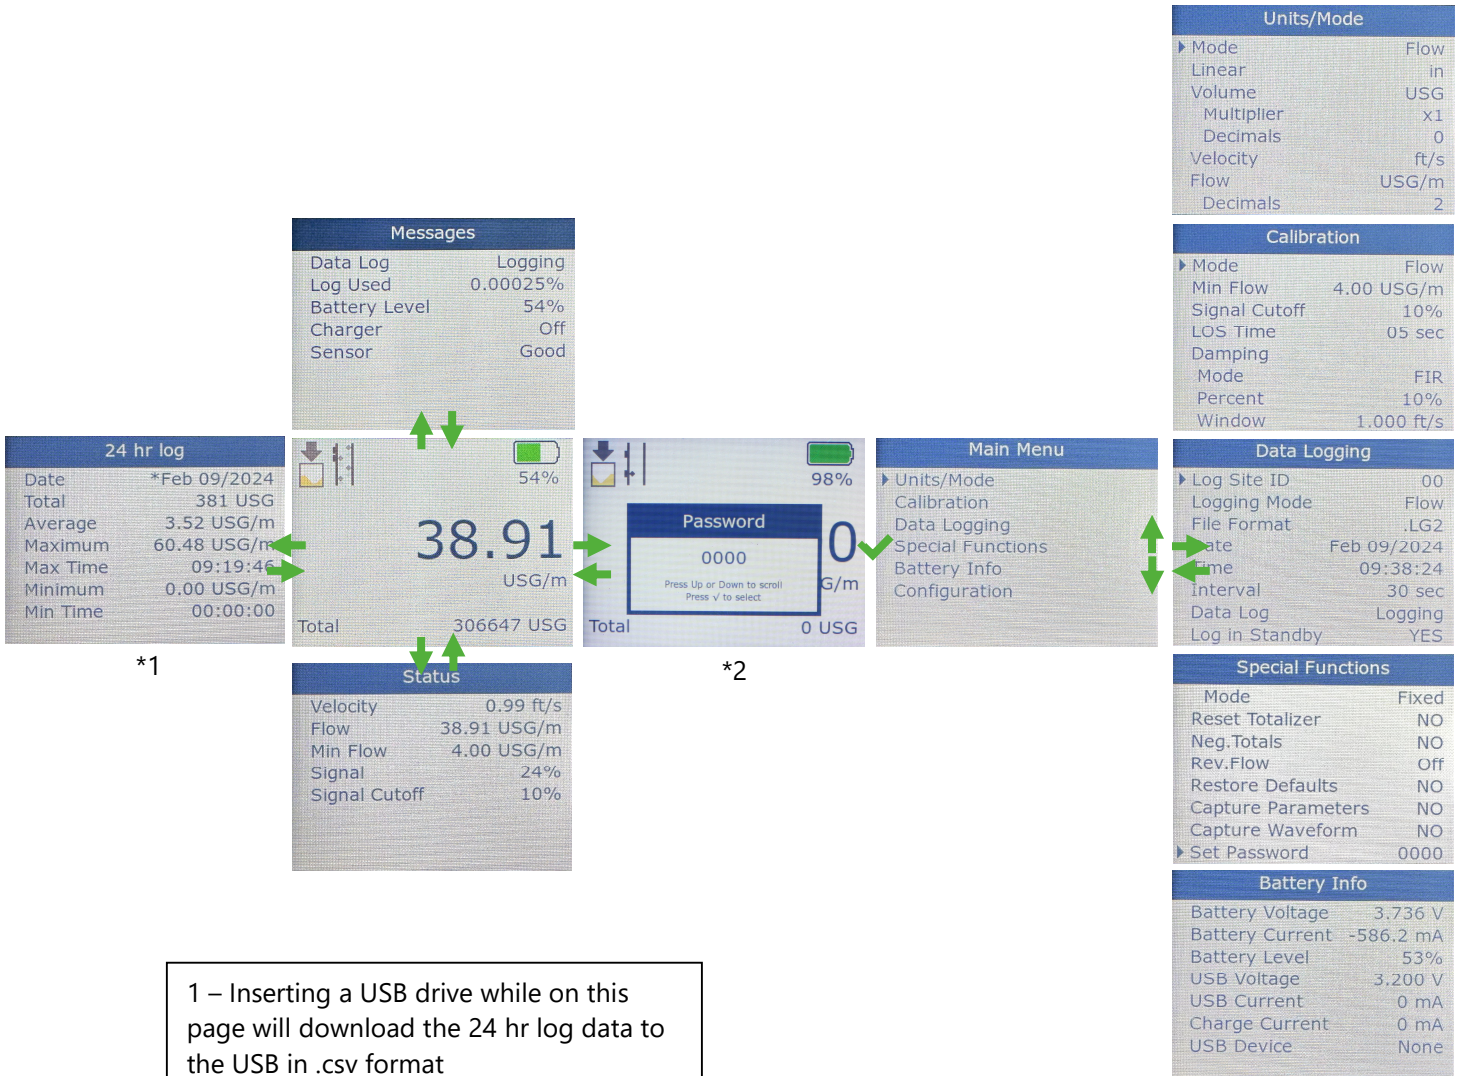 Units/Mode
Mode Flow
Linear in
Volume USG
Multiplier x1
Decimals 0
Velocity ft/s
Flow USG/m
Decimals 2
Messages
Data Log Logging
Log Used 0.00025%
Battery Level 54%
Charger Off
Sensor Good
Calibration
Mode Flow
Min Flow 4.00 USG/m
Signal Cutoff 10%
LOS Time 05 sec
Damping
Mode FIR
Percent 10%
Window 1.000 ft/s
24 hr log
Date *Feb 09/2024
Total 381 USG
Average 3.52 USG/m
Maximum 60.48 USG/m
Max Time 09:19:46
Minimum 0.00 USG/m
Min Time 00:00:00
*1
54%
38.91
USG/m
Total 306647 USG
98%
Password
0000
Press Up or Down to scroll
Press √ to select
0
G/m
Total 0 USG
*2
Main Menu
Units/Mode
Calibration
Data Logging
Special Functions
Battery Info
Configuration
Data Logging
Log Site ID 00
Logging Mode Flow
File Format .LG2
Date Feb 09/2024
Time 09:38:24
Interval 30 sec
Data Log Logging
Log in Standby YES
Status
Velocity 0.99 ft/s
Flow 38.91 USG/m
Min Flow 4.00 USG/m
Signal 24%
Signal Cutoff 10%
Special Functions
Mode Fixed
Reset Totalizer NO
Neg.Totals NO
Rev.Flow Off
Restore Defaults NO
Capture Parameters NO
Capture Waveform NO
Set Password 0000
Battery Info
Battery Voltage 3.736 V
Battery Current -586.2 mA
Battery Level 53%
USB Voltage 3.200 V
USB Current 0 mA
Charge Current 0 mA
USB Device None
1 – Inserting a USB drive while on this
page will download the 24 hr log data to
the USB in .csv format